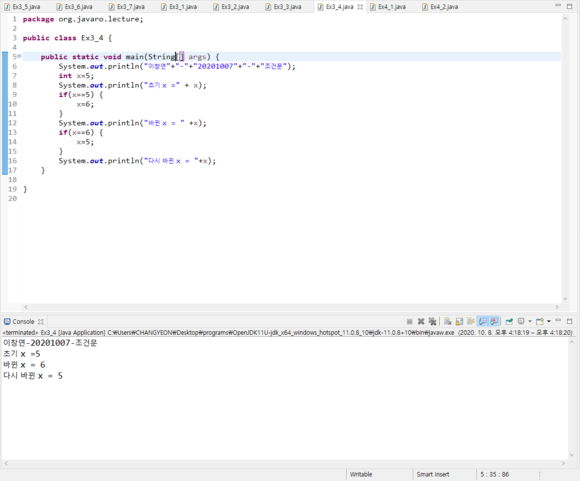 Ex3_5.java Ex3_6.java Ex3_7.java Ex3_1.java Ex3_2.java Ex3_3.java Ex3_4.java Ex4_1.java Ex4_2.java
1 package org.javaro.lecture;
2
3 public class Ex3_4 {
4
5 public static void main(String[] args) {
6 System.out.println("이창연"+"-"+"20201007"+"-"+"조건문");
7 int x=5;
8 System.out.println("초기 x =" + x);
9 if(x==5) {
10 x=6;
11 }
12 System.out.println("바뀐 x = " +x);
13 if(x==6) {
14 x=5;
15 }
16 System.out.println("다시 바뀐 x = "+x);
17 }
18
19 }
20
Console
<terminated> Ex3_4 [Java Application] C:₩Users₩CHANGYEON₩Desktop₩programs₩OpenJDK11U-jdk_x64_windows_hotspot_11.0.8_10₩jdk-11.0.8+10₩bin₩javaw.exe (2020. 10. 8. 오후 4:18:19 – 오후 4:18:20)
이창연-20201007-조건문
초기 x =5
바뀐 x = 6
다시 바뀐 x = 5
Writable Smart Insert 5 : 35 : 86